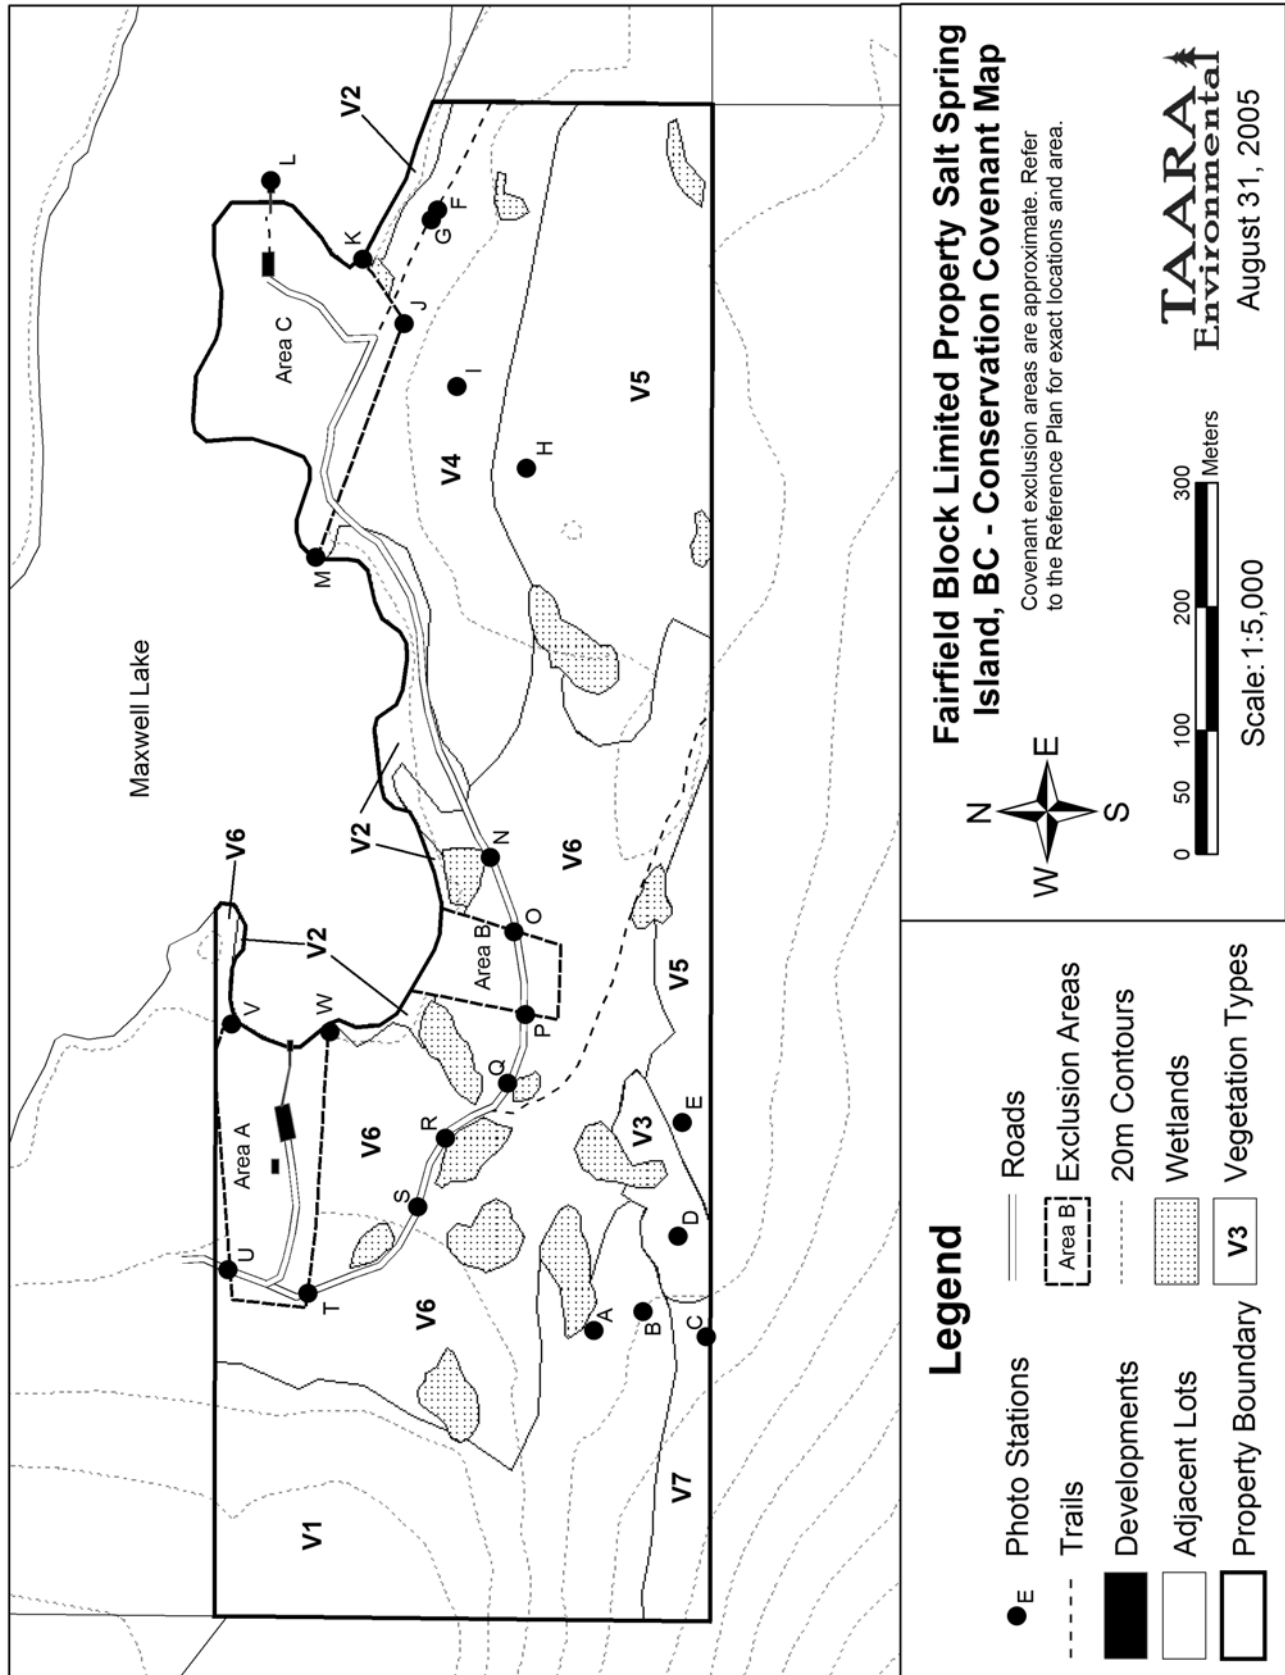 Maxwell Lake
V6
Area A
U
V
L
Area C
V1
V2
W
M
T
V2
K
V2
V6
S
J
V6
R
G
V4
F
I
Area B
Q
N
O
P
H
V6
A
V3
V5
B
V5
V7
D
E
C
Legend
E Photo Stations
Trails
Developments
Adjacent Lots
Property Boundary
Roads
Area B Exclusion Areas
20m Contours
Wetlands
V3 Vegetation Types
Fairfield Block Limited Property Salt Spring
Island, BC - Conservation Covenant Map
Covenant exclusion areas are approximate. Refer
to the Reference Plan for exact locations and area.
N
W E
S
0 50 100 200 300
Meters
Scale: 1:5,000
TAARA
Environmental
August 31, 2005